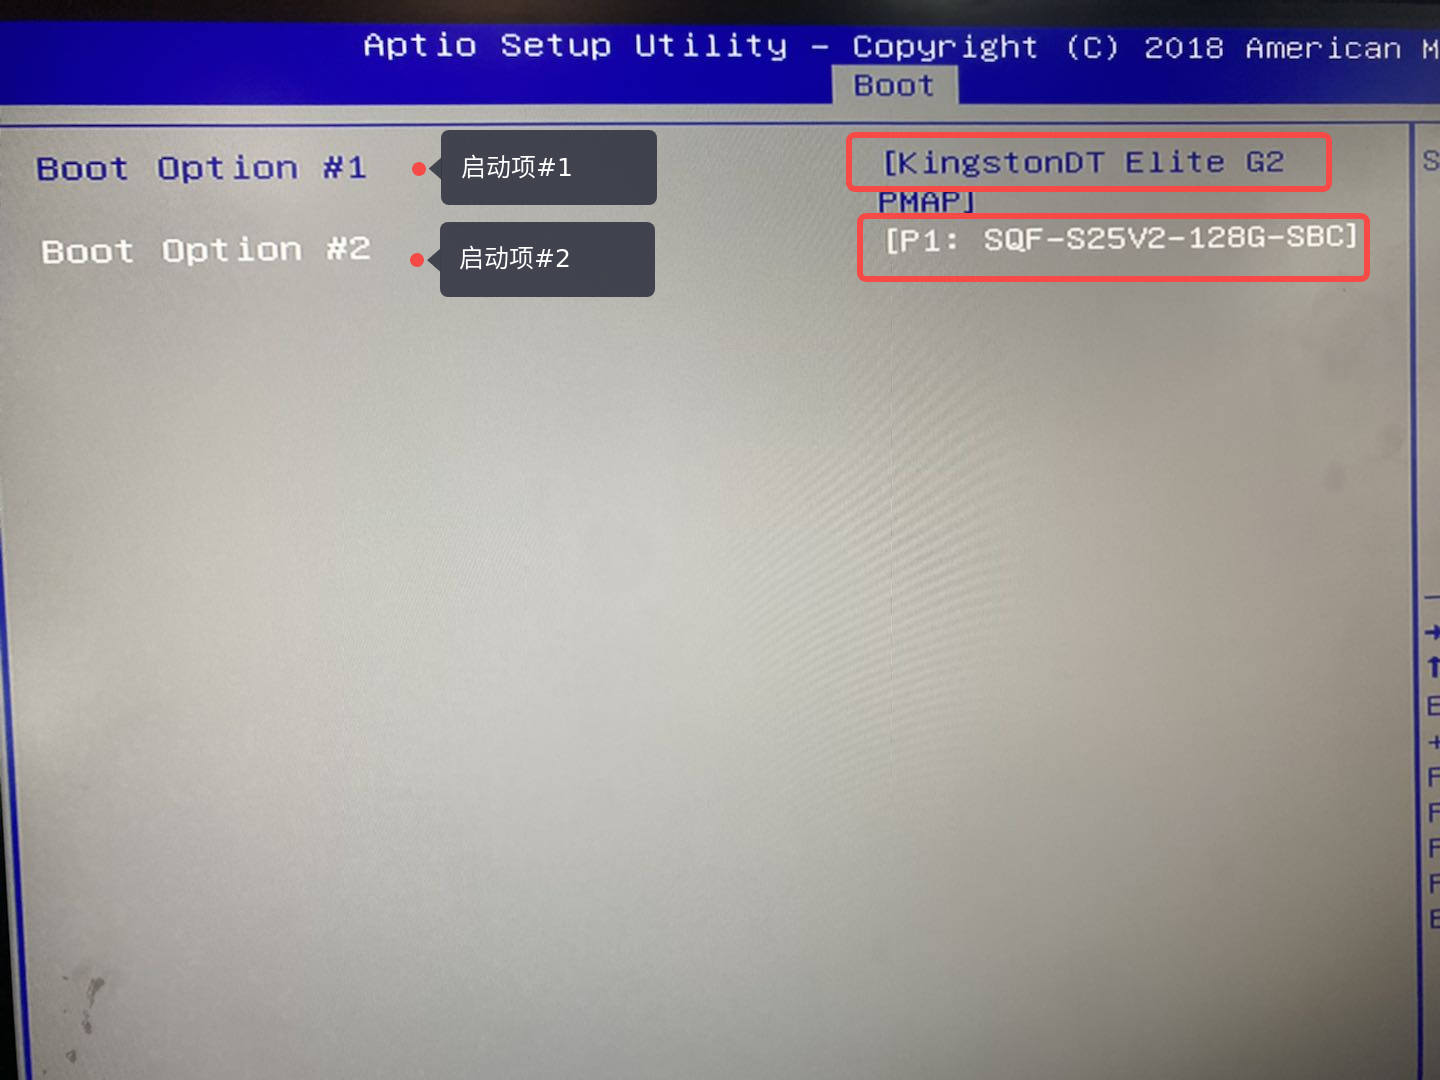 Aptio Setup Utility - Copyright (C) 2018 American M
Boot
Boot Option #1 启动项#1 [KingstonDT Elite G2
PMAP]
Boot Option #2 启动项#2 [P1: SQF-S25V2-128G-SBC]
S
→
↑
E
+
F
F
F
F
E